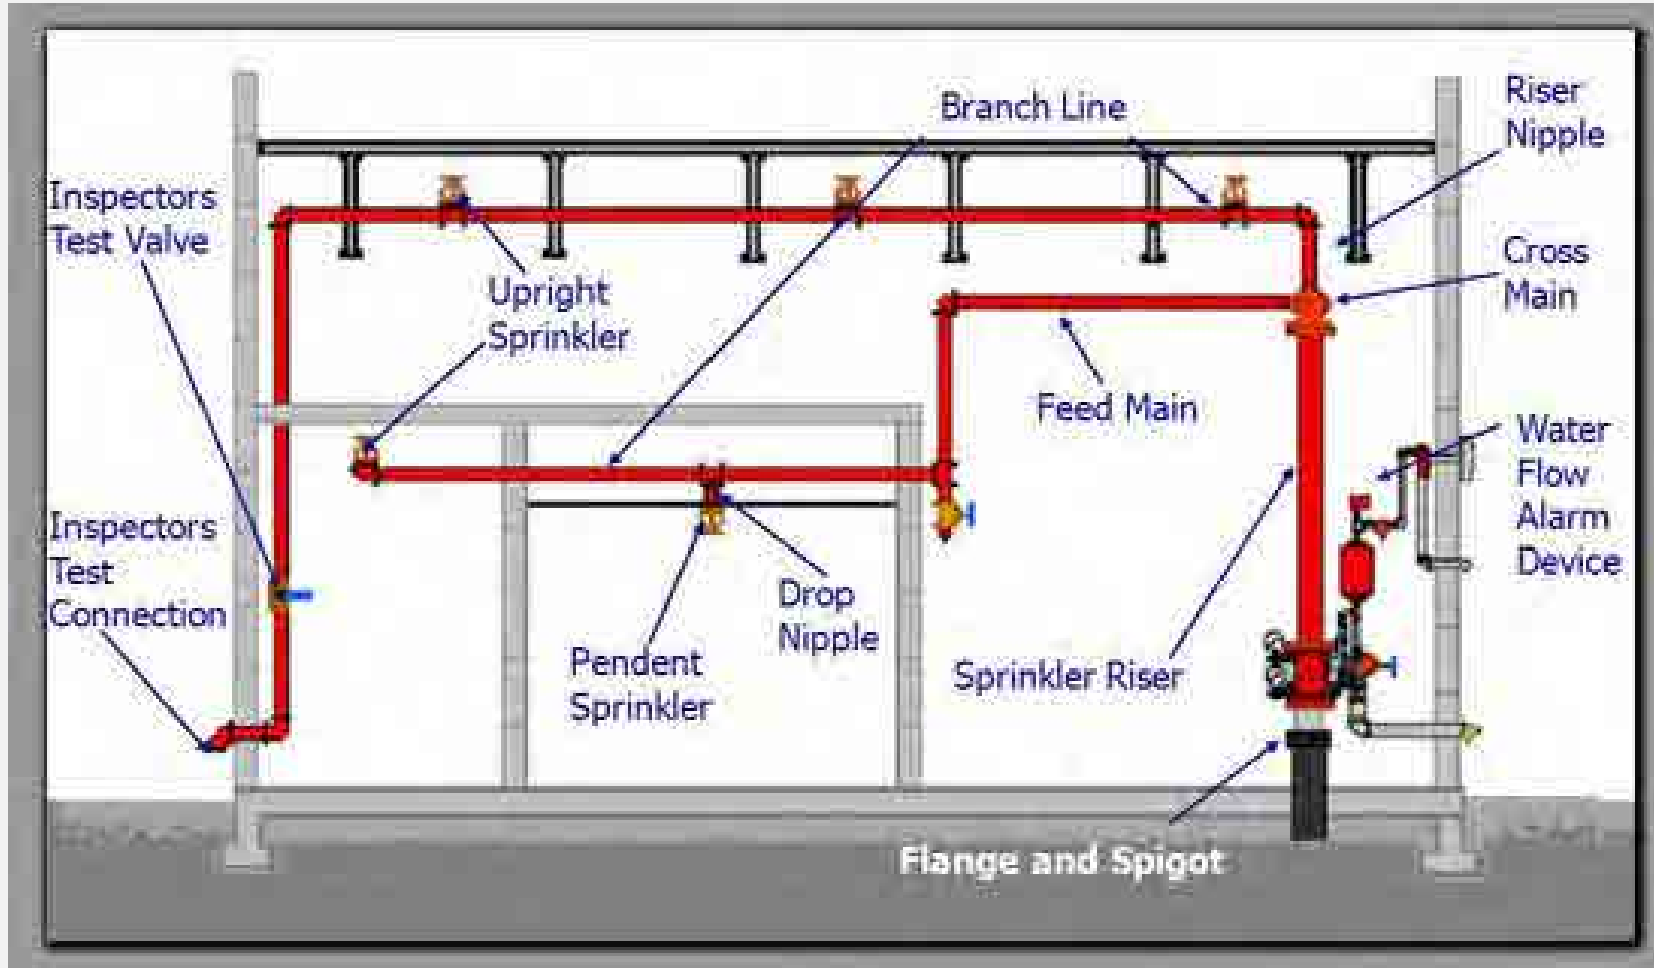 Branch Line
Riser
Nipple
Inspectors
Test Valve
Cross
Main
Upright
Sprinkler
Feed Main
Water
Flow
Alarm
Device
Inspectors
Test
Connection
Drop
Nipple
Pendent
Sprinkler
Sprinkler Riser
Flange and Spigot